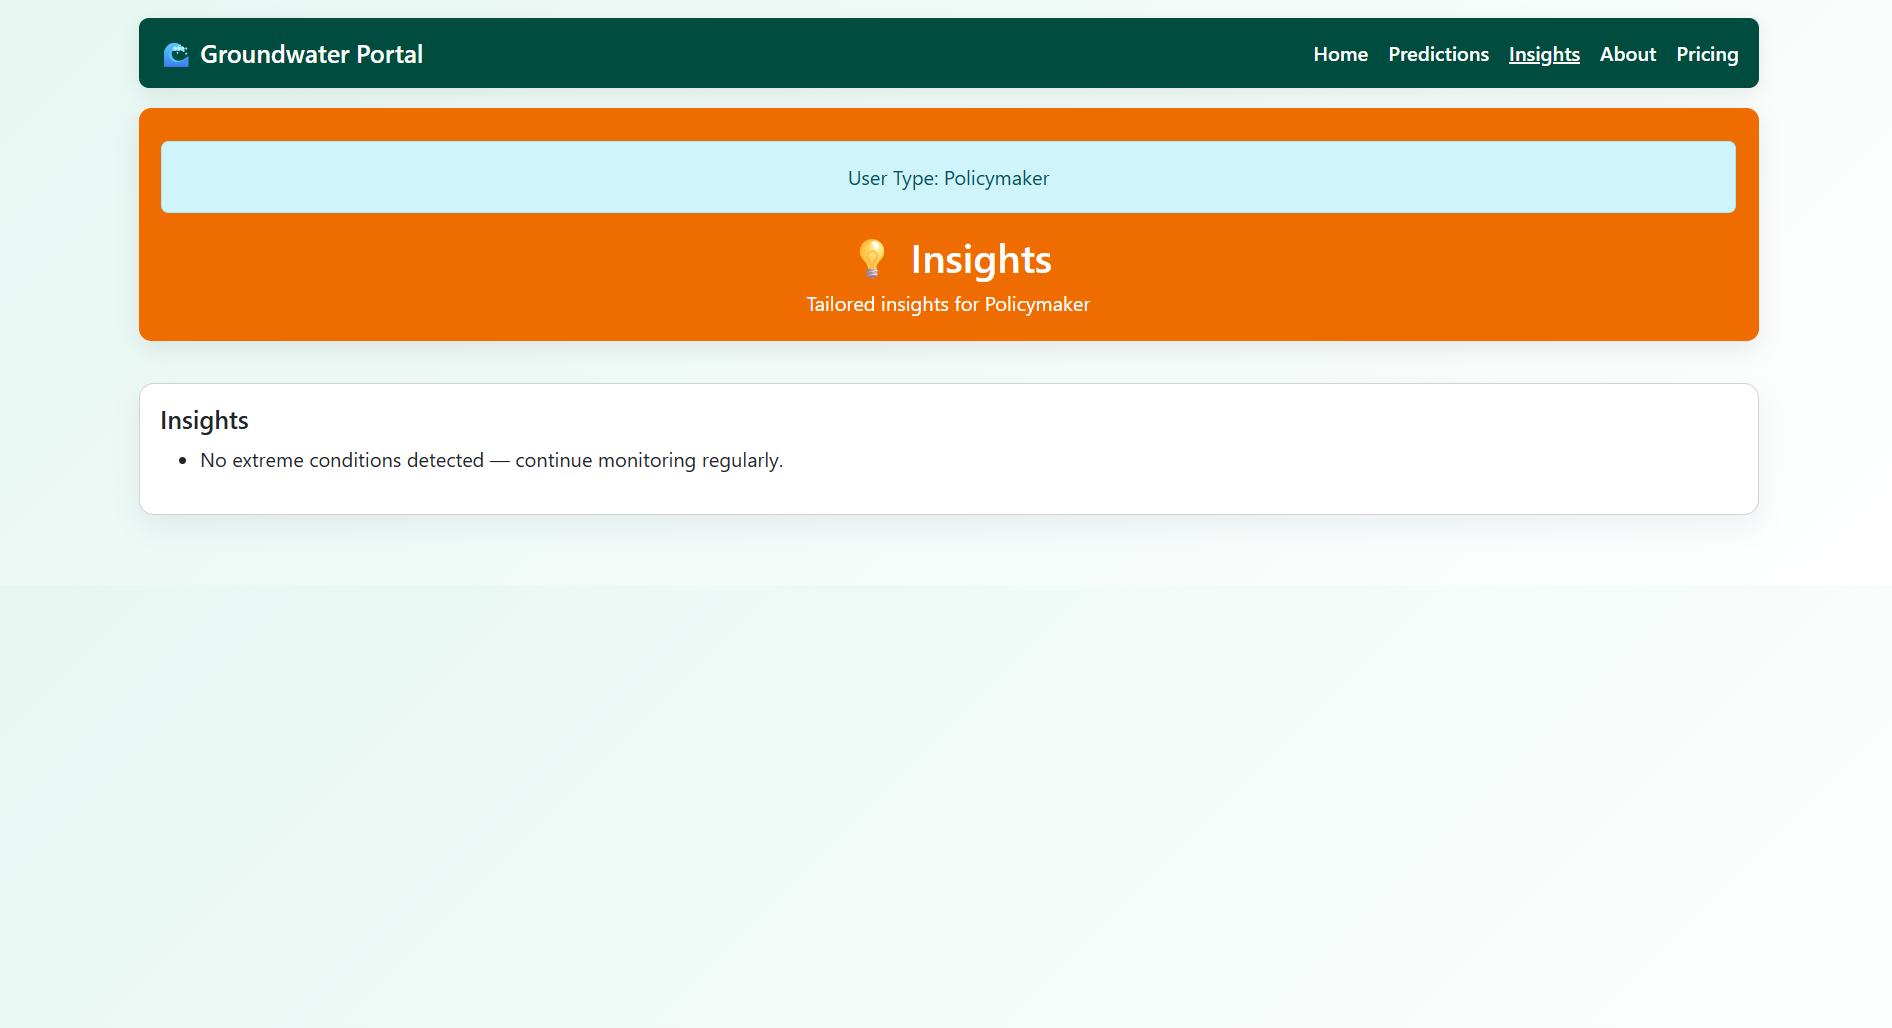 Groundwater Portal
Home Predictions Insights About Pricing
User Type: Policymaker
Insights
Tailored insights for Policymaker
Insights
• No extreme conditions detected — continue monitoring regularly.